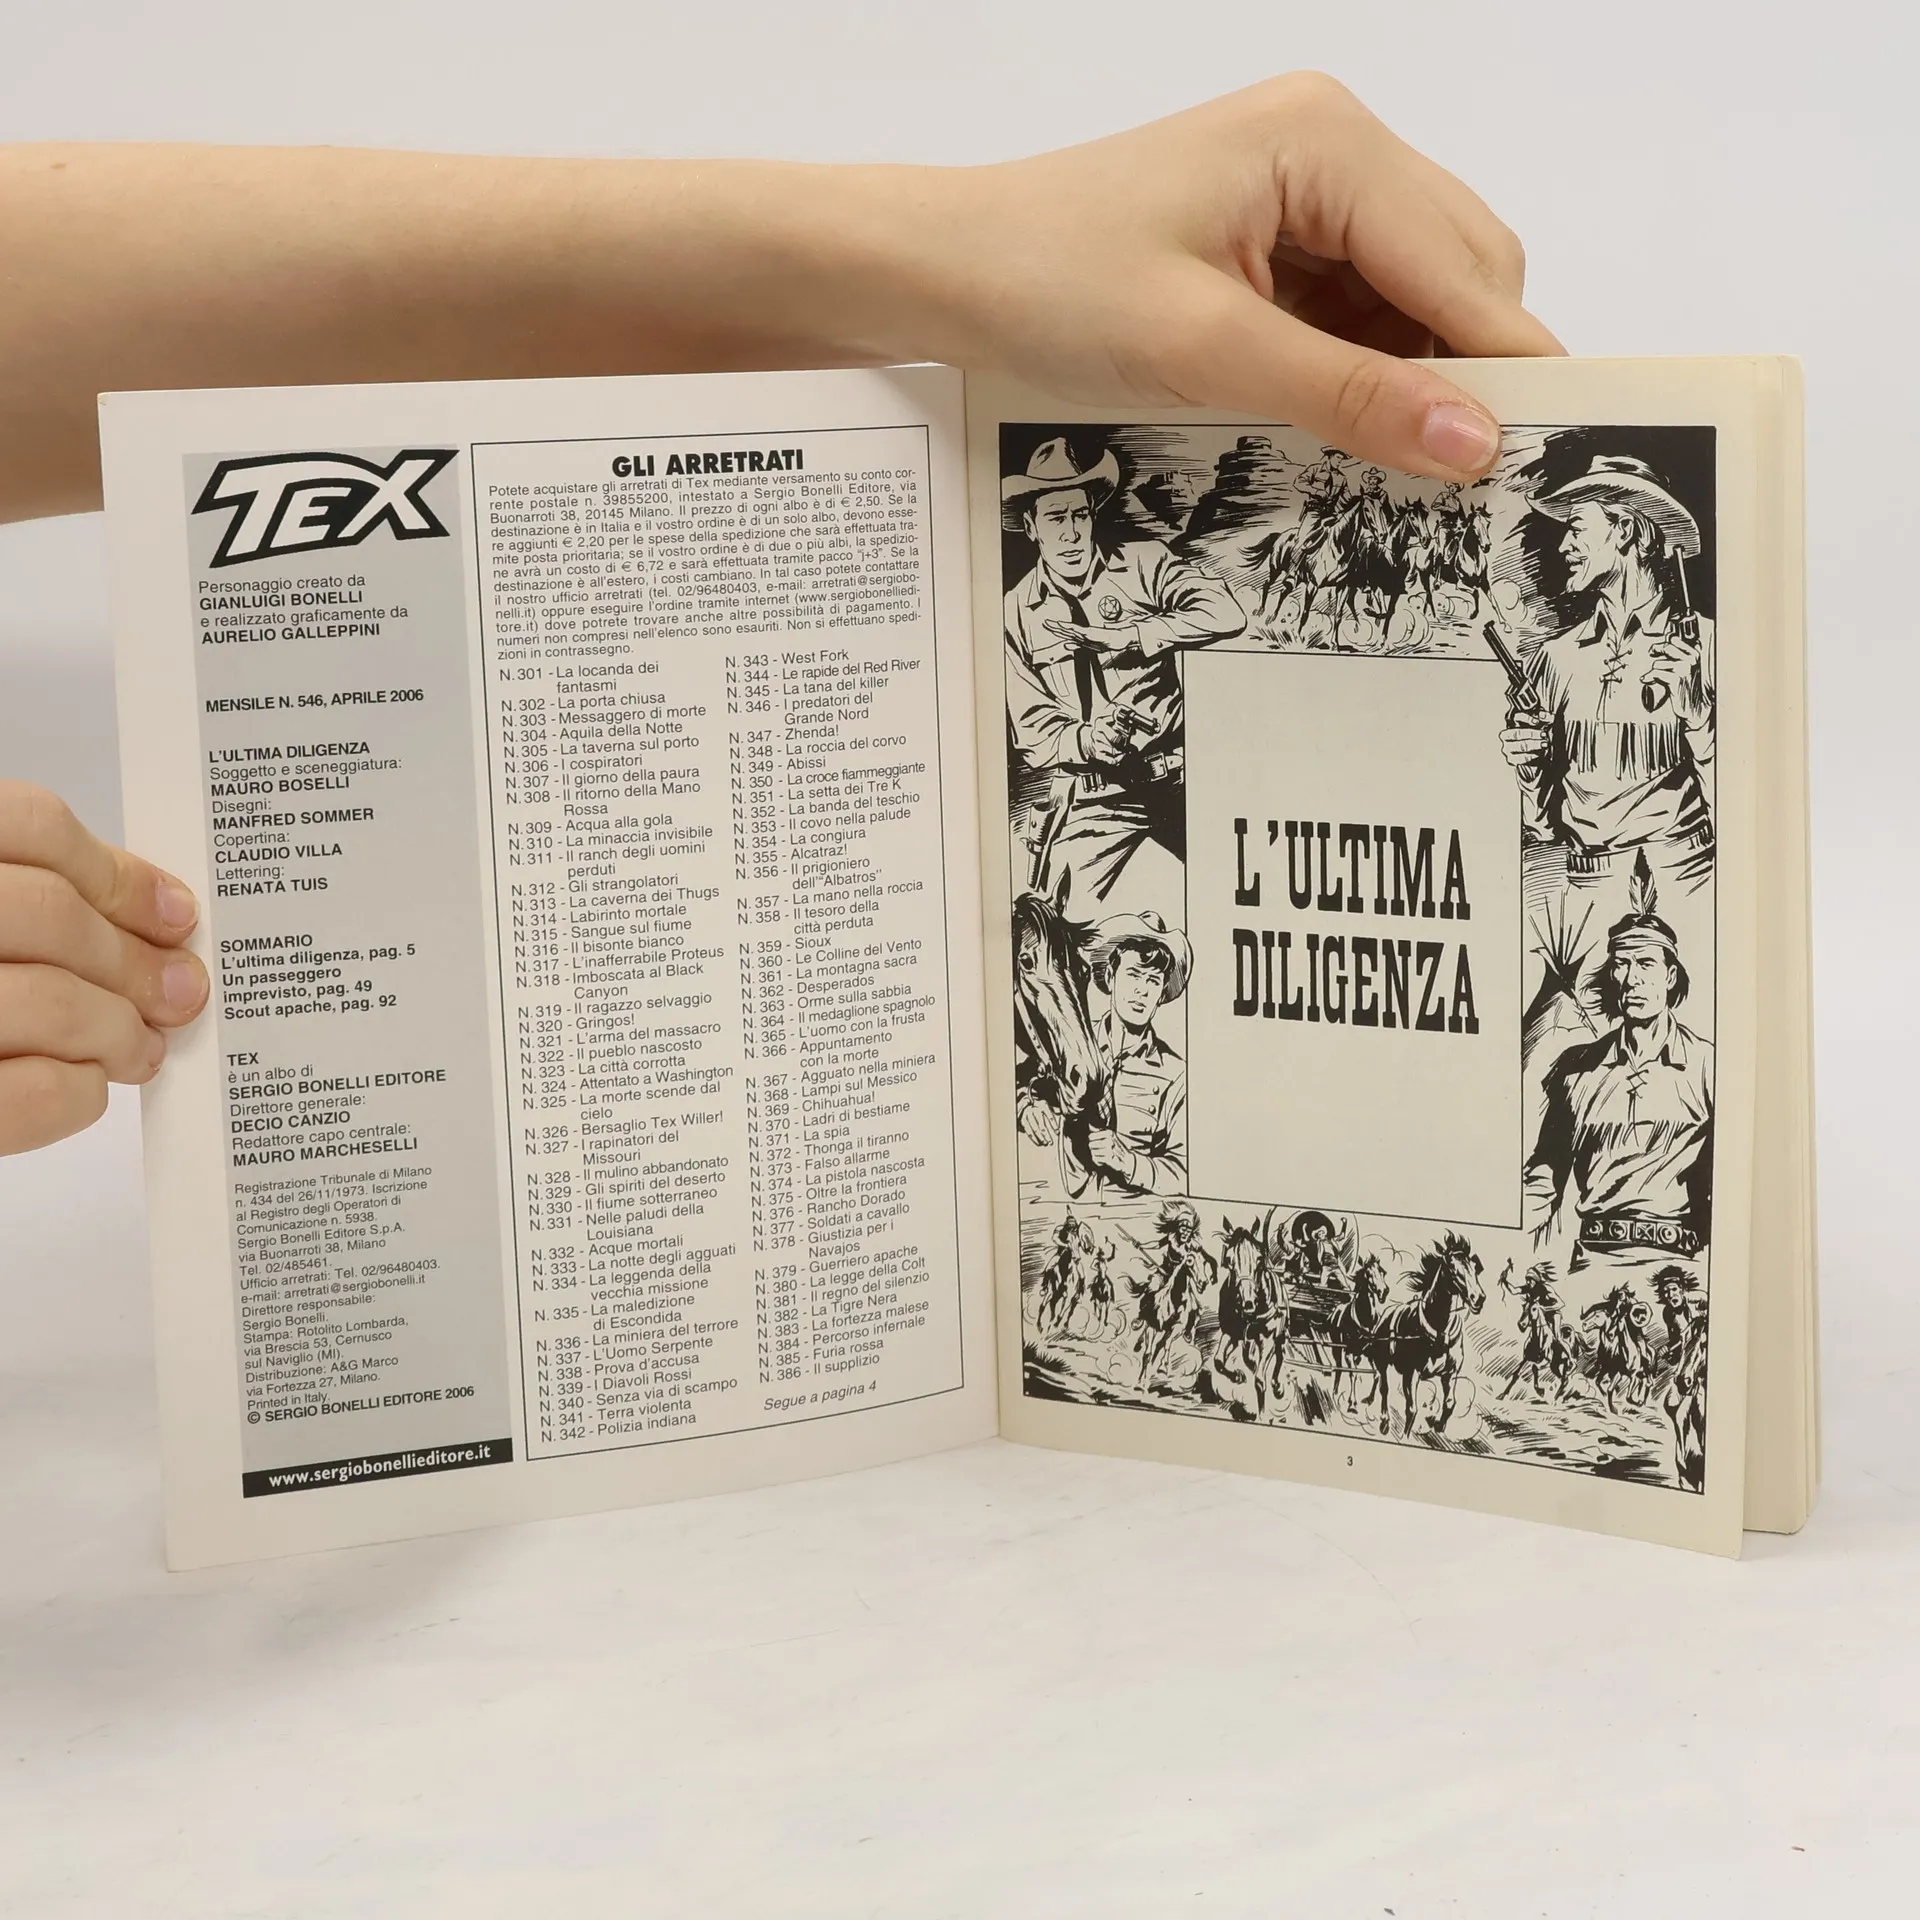 TEX
Personaggio creato da
GIANLUIGI BONELLI
e realizzato graficamente da
AURELIO GALLEPPINI
MENSILE N. 546, APRILE 2006
L'ULTIMA DILIGENZA
Soggetto e sceneggiatura:
MAURO BOSELLI
Disegni:
MANFRED SOMMER
Copertina:
CLAUDIO VILLA
Lettering:
RENATA TUIS
SOMMARIO
L'ultima diligenza, pag. 5
Un passeggero
imprevisto, pag. 49
Scout apache, pag. 92
TEX
è un albo di
SERGIO BONELLI EDITORE
Direttore generale:
DECIO CANZIO
Redattore capo centrale:
MAURO MARCHESELLI
Registrazione Tribunale di Milano
n. 434 del 26/11/1973. Iscrizione
al Registro degli Operatori di
Comunicazione n. 5938.
Sergio Bonelli Editore S.p.A.
via Buonarroti 38, Milano
Tel. 02/485461.
Ufficio arretrati: Tel. 02/96480403.
e-mail: arretrati@sergiobonelli.it
Direttore responsabile:
Sergio Bonelli.
Stampa: Rotolito Lombarda,
via Brescia 53, Cernusco
sul Naviglio (MI).
Distribuzione: A&G Marco
via Fortezza 27, Milano.
Printed in Italy.
© SERGIO BONELLI EDITORE 2006
www.sergiobonellieditore.it
GLI ARRETRATI
Potete acquistare gli arretrati di Tex mediante versamento su conto cor-
rente postale n. 39855200, intestato a Sergio Bonelli Editore, via
Buonarroti 38, 20145 Milano. Il prezzo di ogni albo è di € 2,50. Se la
destinazione è in Italia e il vostro ordine è di un solo albo, devono esse-
re aggiunti € 2,20 per le spese della spedizione che sarà effettuata tra-
mite posta prioritaria; se il vostro ordine è di due o più albi, la spedizio-
ne avrà un costo di € 6,72 e sarà effettuata tramite pacco "j+3". Se la
destinazione è all'estero, i costi cambiano. In tal caso potete contattare
il nostro ufficio arretrati (tel. 02/96480403, e-mail: arretrati@sergiobo-
nelli.it) oppure eseguire l'ordine tramite internet (www.sergiobonelliedi-
tore.it) dove potrete trovare anche altre possibilità di pagamento. I
numeri non compresi nell'elenco sono esauriti. Non si effettuano spedi-
zioni in contrassegno.
N. 301 - La locanda dei
fantasmi
N. 302 - La porta chiusa
N. 303 - Messaggero di morte
N. 304 - Aquila della Notte
N. 305 - La taverna sul porto
N. 306 - I cospiratori
N. 307 - Il giorno della paura
N. 308 - Il ritorno della Mano
Rossa
N. 309 - Acqua alla gola
N. 310 - La minaccia invisibile
N. 311 - Il ranch degli uomini
perduti
N. 312 - Gli strangolatori
N. 313 - La caverna dei Thugs
N. 314 - Labirinto mortale
N. 315 - Sangue sul fiume
N. 316 - Il bisonte bianco
N. 317 - L'inafferrabile Proteus
N. 318 - Imboscata al Black
Canyon
N. 319 - Il ragazzo selvaggio
N. 320 - Gringos!
N. 321 - L'arma del massacro
N. 322 - Il pueblo nascosto
N. 323 - La città corrotta
N. 324 - Attentato a Washington
N. 325 - La morte scende dal
cielo
N. 326 - Bersaglio Tex Willer!
N. 327 - I rapinatori del
Missouri
N. 328 - Il mulino abbandonato
N. 329 - Gli spiriti del deserto
N. 330 - Il fiume sotterraneo
N. 331 - Nelle paludi della
Louisiana
N. 332 - Acque mortali
N. 333 - La notte degli agguati
N. 334 - La leggenda della
vecchia missione
N. 335 - La maledizione
di Escondida
N. 336 - La miniera del terrore
N. 337 - L'Uomo Serpente
N. 338 - Prova d'accusa
N. 339 - I Diavoli Rossi
N. 340 - Senza via di scampo
N. 341 - Terra violenta
N. 342 - Polizia indiana
N. 343 - West Fork
N. 344 - Le rapide del Red River
N. 345 - La tana del killer
N. 346 - I predatori del
Grande Nord
N. 347 - Zhenda!
N. 348 - La roccia del corvo
N. 349 - Abissi
N. 350 - La croce fiammeggiante
N. 351 - La setta dei Tre K
N. 352 - La banda del teschio
N. 353 - Il covo nella palude
N. 354 - La congiura
N. 355 - Alcatraz!
N. 356 - Il prigioniero
dell'"Albatros"
N. 357 - La mano nella roccia
N. 358 - Il tesoro della
città perduta
N. 359 - Sioux
N. 360 - Le Colline del Vento
N. 361 - La montagna sacra
N. 362 - Desperados
N. 363 - Orme sulla sabbia
N. 364 - Il medaglione spagnolo
N. 365 - L'uomo con la frusta
N. 366 - Appuntamento
con la morte
N. 367 - Agguato nella miniera
N. 368 - Lampi sul Messico
N. 369 - Chihuahua!
N. 370 - Ladri di bestiame
N. 371 - La spia
N. 372 - Thonga il tiranno
N. 373 - Falso allarme
N. 374 - La pistola nascosta
N. 375 - Oltre la frontiera
N. 376 - Rancho Dorado
N. 377 - Soldati a cavallo
N. 378 - Giustizia per i
Navajos
N. 379 - Guerriero apache
N. 380 - La legge della Colt
N. 381 - Il regno del silenzio
N. 382 - La Tigre Nera
N. 383 - La fortezza malese
N. 384 - Percorso infernale
N. 385 - Furia rossa
N. 386 - Il supplizio
Segue a pagina 4
L'ULTIMA
DILIGENZA
3